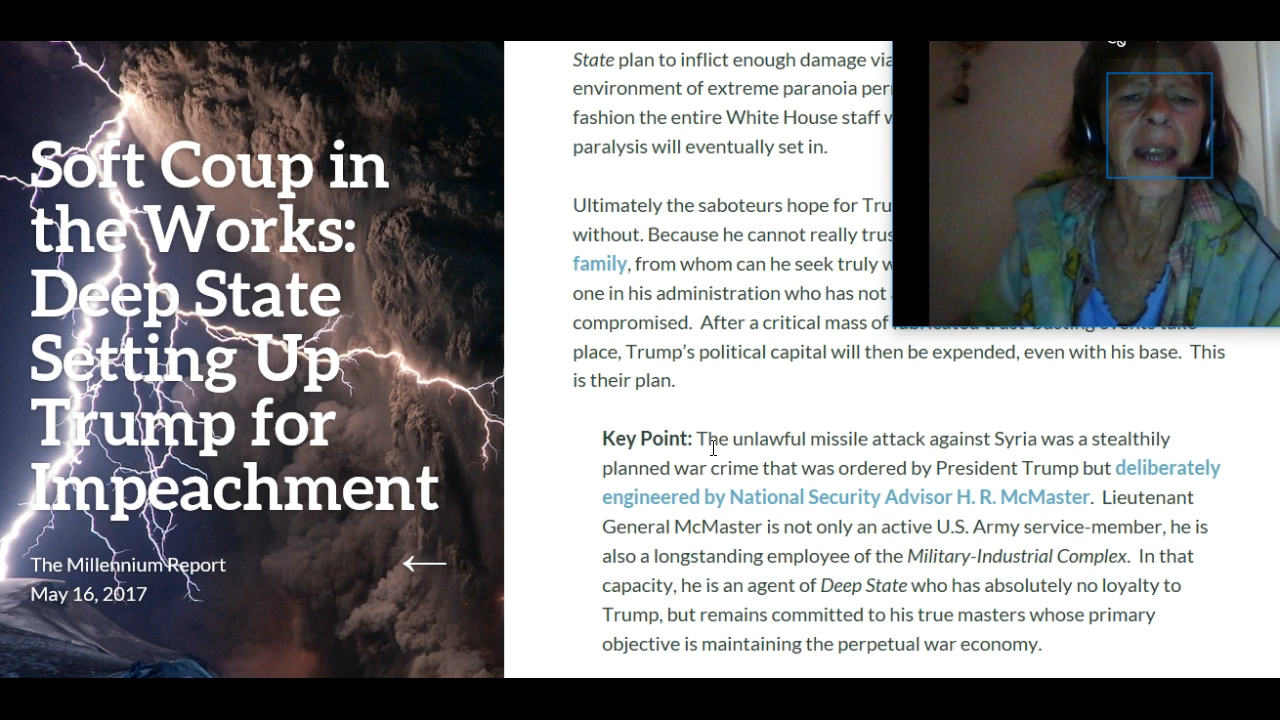 Soft Coup in
the Works:
Deep State
Setting Up
Trump for
Impeachment
The Millennium Report
May 16, 2017
State plan to inflict enough damage via
environment of extreme paranoia
fashion the entire White House staff
paralysis will eventually set in.
Ultimately the saboteurs hope for
without. Because he cannot really
family, from whom can he seek truly
one in his administration who has not
compromised. After a critical mass of
place, Trump’s political capital will then be expended, even with his base. This
is their plan.
Key Point: The unlawful missile attack against Syria was a stealthily
planned war crime that was ordered by President Trump but deliberately
engineered by National Security Advisor H. R. McMaster. Lieutenant
General McMaster is not only an active U.S. Army service-member, he is
also a longstanding employee of the Military-Industrial Complex. In that
capacity, he is an agent of Deep State who has absolutely no loyalty to
Trump, but remains committed to his true masters whose primary
objective is maintaining the perpetual war economy.